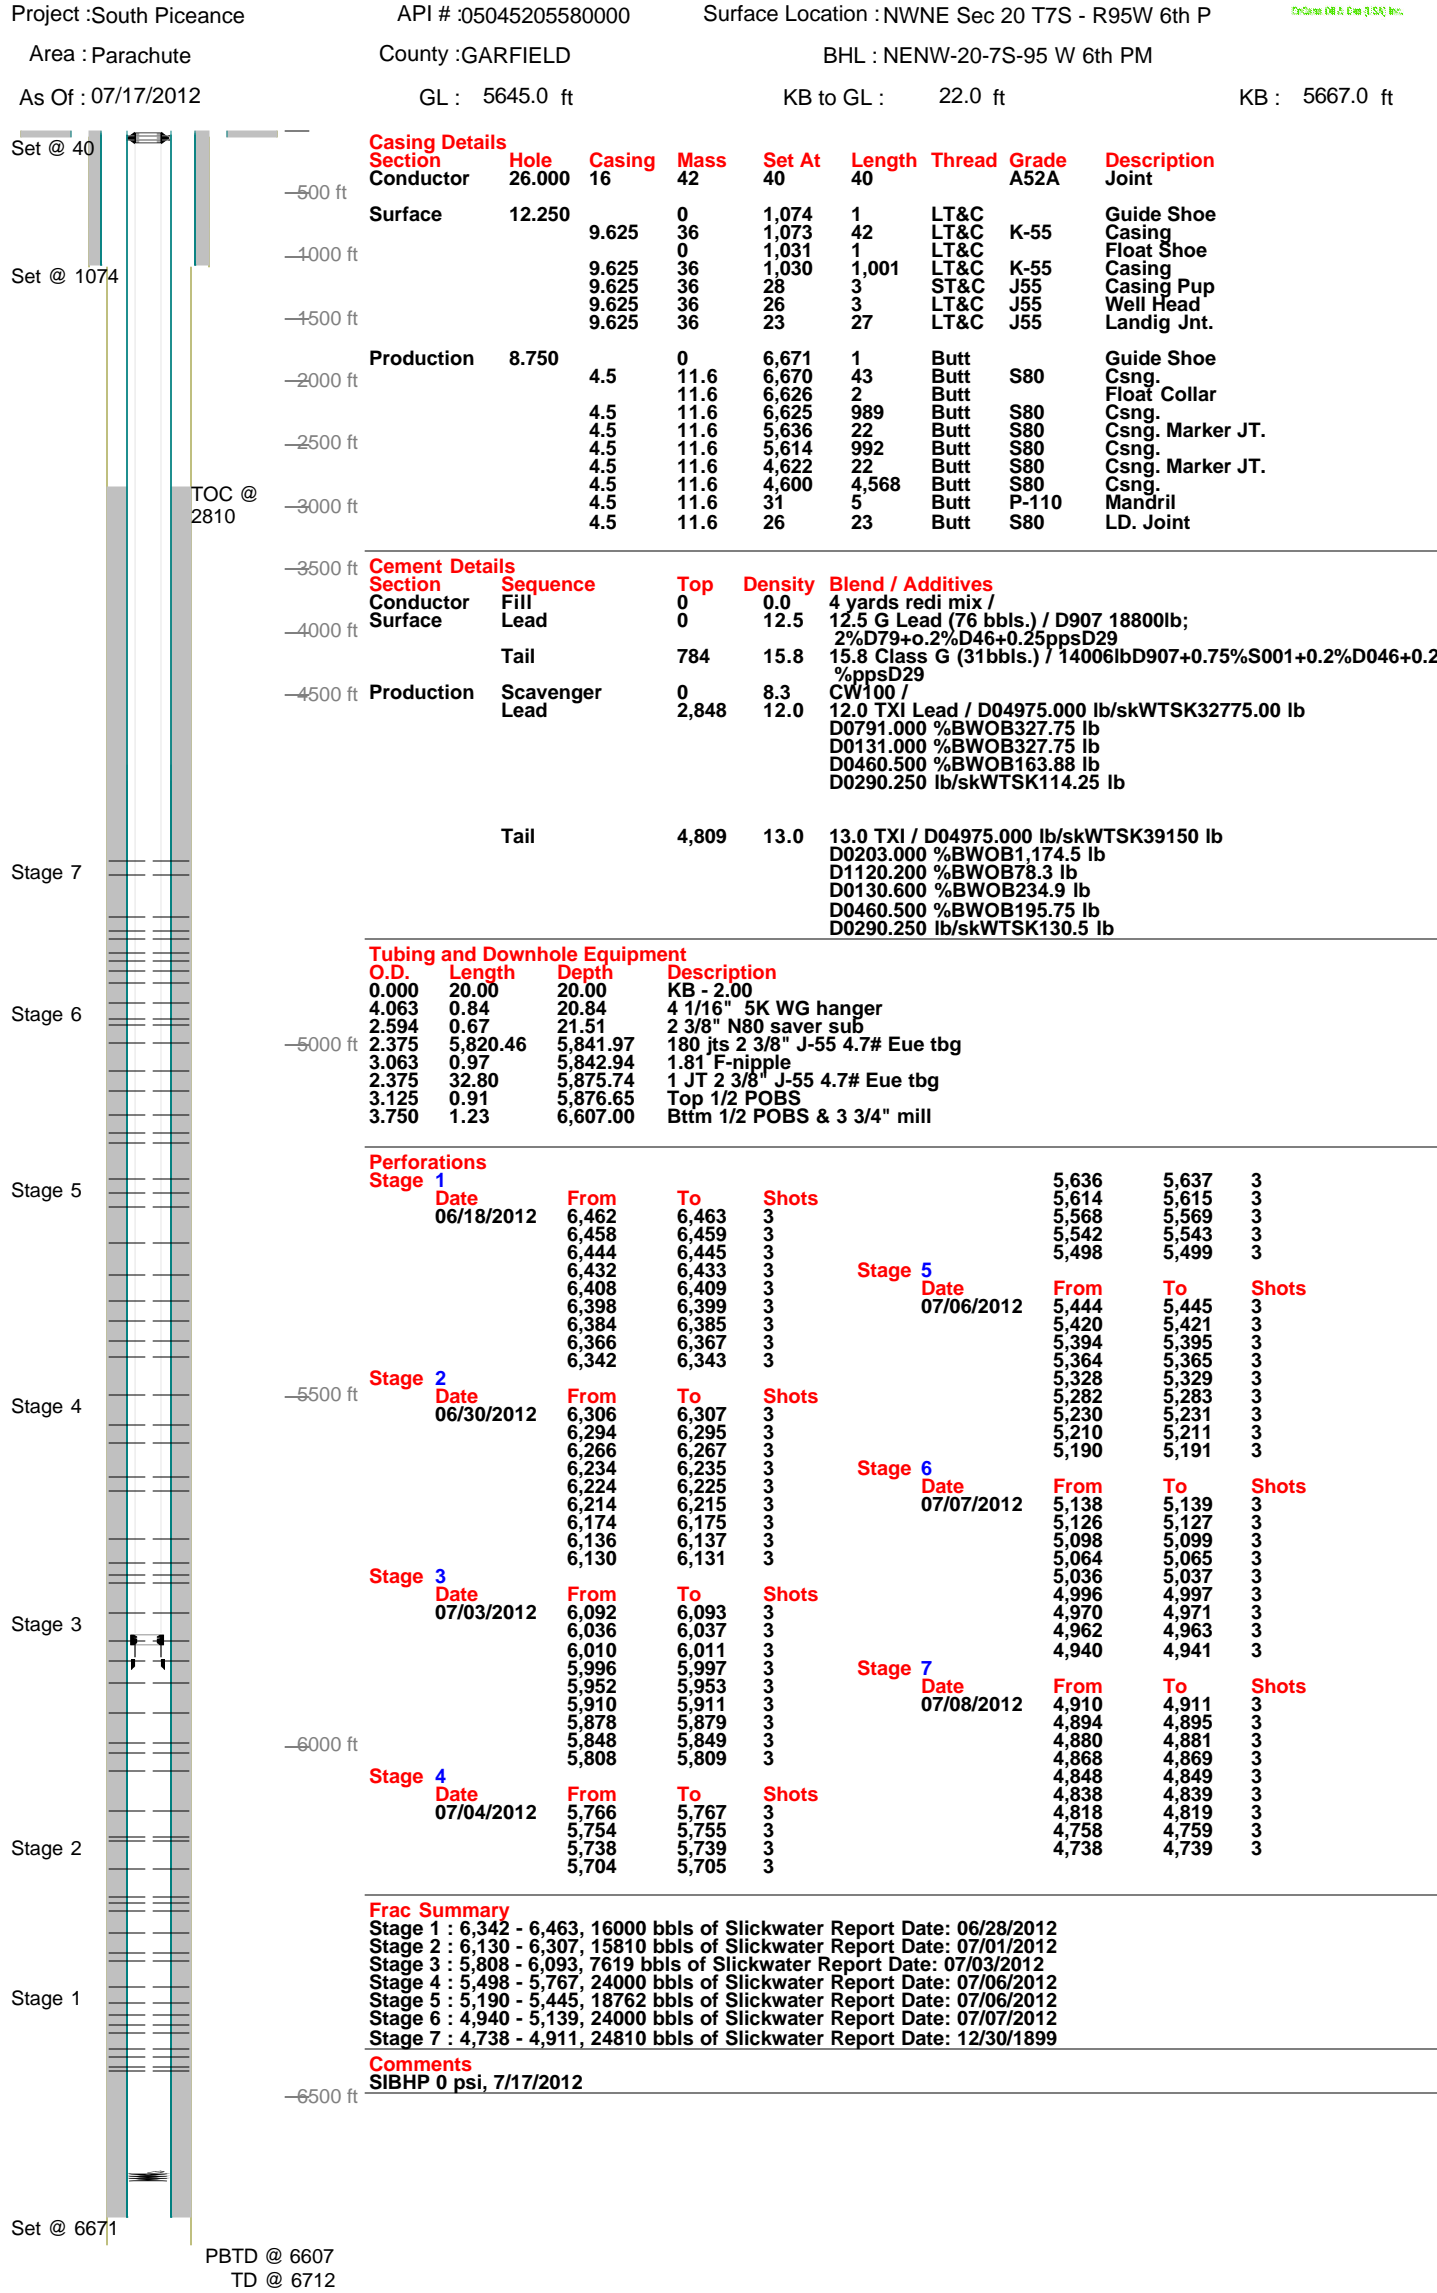 Project : South Piceance API # : 05045205580000 Surface Location : NWNE Sec 20 T7S - R95W 6th P
Area : Parachute County : GARFIELD BHL : NENW-20-7S-95 W 6th PM
As Of : 07/17/2012 GL : 5645.0 ft KB to GL : 22.0 ft KB : 5667.0 ft
Set @ 40
500 ft
1000 ft
Set @ 1074
1500 ft
2000 ft
2500 ft
TOC @
2810
3000 ft
3500 ft
4000 ft
4500 ft
Stage 7
Stage 6
5000 ft
Stage 5
5500 ft
Stage 4
Stage 3
6000 ft
Stage 2
Stage 1
6500 ft
Set @ 6671
PBTD @ 6607
TD @ 6712
Casing Details
Section Hole Casing Mass Set At Length Thread Grade Description
Conductor 26.000 16 42 40 40 A52A Joint
Surface 12.250 0 1,074 1 LT&C Guide Shoe
9.625 36 1,073 42 LT&C K-55 Casing
0 1,031 1 LT&C Float Shoe
9.625 36 1,030 1,001 LT&C K-55 Casing
9.625 36 28 3 ST&C J55 Casing Pup
9.625 36 26 3 LT&C J55 Well Head
9.625 36 23 27 LT&C J55 Landig Jnt.
Production 8.750 0 6,671 1 Butt Guide Shoe
4.5 11.6 6,670 43 Butt S80 Csng.
11.6 6,626 2 Butt Float Collar
4.5 11.6 6,625 989 Butt S80 Csng.
4.5 11.6 5,636 22 Butt S80 Csng. Marker JT.
4.5 11.6 5,614 992 Butt S80 Csng.
4.5 11.6 4,622 22 Butt S80 Csng. Marker JT.
4.5 11.6 4,600 4,568 Butt S80 Csng.
4.5 11.6 31 5 Butt P-110 Mandril
4.5 11.6 26 23 Butt S80 LD. Joint
Cement Details
Section Sequence Top Density Blend / Additives
Conductor Fill 0 0.0 4 yards redi mix /
Surface Lead 0 12.5 12.5 G Lead (76 bbls.) / D907 18800lb;
2%D79+o.2%D46+0.25ppsD29
Tail 784 15.8 15.8 Class G (31bbls.) / 14006lbD907+0.75%S001+0.2%D046+0.2
%ppsD29
Production Scavenger 0 8.3 CW100 /
Lead 2,848 12.0 12.0 TXI Lead / D04975.000 lb/skWTSK32775.00 lb
D0791.000 %BWOB327.75 lb
D0131.000 %BWOB327.75 lb
D0460.500 %BWOB163.88 lb
D0290.250 lb/skWTSK114.25 lb
Tail 4,809 13.0 13.0 TXI / D04975.000 lb/skWTSK39150 lb
D0203.000 %BWOB1,174.5 lb
D1120.200 %BWOB78.3 lb
D0130.600 %BWOB234.9 lb
D0460.500 %BWOB195.75 lb
D0290.250 lb/skWTSK130.5 lb
Tubing and Downhole Equipment
O.D. Length Depth Description
0.000 20.00 20.00 KB - 2.00
4.063 0.84 20.84 4 1/16" 5K WG hanger
2.594 0.67 21.51 2 3/8" N80 saver sub
2.375 5,820.46 5,841.97 180 jts 2 3/8" J-55 4.7# Eue tbg
3.063 0.97 5,842.94 1.81 F-nipple
2.375 32.80 5,875.74 1 JT 2 3/8" J-55 4.7# Eue tbg
3.125 0.91 5,876.65 Top 1/2 POBS
3.750 1.23 6,607.00 Bttm 1/2 POBS & 3 3/4" mill
Perforations
Stage 1
Date From To Shots
06/18/2012 6,462 6,463 3
6,458 6,459 3
6,444 6,445 3
6,432 6,433 3
6,408 6,409 3
6,398 6,399 3
6,384 6,385 3
6,366 6,367 3
6,342 6,343 3
Stage 2
Date From To Shots
06/30/2012 6,306 6,307 3
6,294 6,295 3
6,266 6,267 3
6,234 6,235 3
6,224 6,225 3
6,214 6,215 3
6,174 6,175 3
6,136 6,137 3
6,130 6,131 3
Stage 3
Date From To Shots
07/03/2012 6,092 6,093 3
6,036 6,037 3
6,010 6,011 3
5,996 5,997 3
5,952 5,953 3
5,910 5,911 3
5,878 5,879 3
5,848 5,849 3
5,808 5,809 3
Stage 4
Date From To Shots
07/04/2012 5,766 5,767 3
5,754 5,755 3
5,738 5,739 3
5,704 5,705 3
5,636 5,637 3
5,614 5,615 3
5,568 5,569 3
5,542 5,543 3
5,498 5,499 3
Stage 5
Date From To Shots
07/06/2012 5,444 5,445 3
5,420 5,421 3
5,394 5,395 3
5,364 5,365 3
5,328 5,329 3
5,282 5,283 3
5,230 5,231 3
5,210 5,211 3
5,190 5,191 3
Stage 6
Date From To Shots
07/07/2012 5,138 5,139 3
5,126 5,127 3
5,098 5,099 3
5,064 5,065 3
5,036 5,037 3
4,996 4,997 3
4,970 4,971 3
4,962 4,963 3
4,940 4,941 3
Stage 7
Date From To Shots
07/08/2012 4,910 4,911 3
4,894 4,895 3
4,880 4,881 3
4,868 4,869 3
4,848 4,849 3
4,838 4,839 3
4,818 4,819 3
4,758 4,759 3
4,738 4,739 3
Frac Summary
Stage 1 : 6,342 - 6,463, 16000 bbls of Slickwater Report Date: 06/28/2012
Stage 2 : 6,130 - 6,307, 15810 bbls of Slickwater Report Date: 07/01/2012
Stage 3 : 5,808 - 6,093, 7619 bbls of Slickwater Report Date: 07/03/2012
Stage 4 : 5,498 - 5,767, 24000 bbls of Slickwater Report Date: 07/06/2012
Stage 5 : 5,190 - 5,445, 18762 bbls of Slickwater Report Date: 07/06/2012
Stage 6 : 4,940 - 5,139, 24000 bbls of Slickwater Report Date: 07/07/2012
Stage 7 : 4,738 - 4,911, 24810 bbls of Slickwater Report Date: 12/30/1899
Comments
SIBHP 0 psi, 7/17/2012